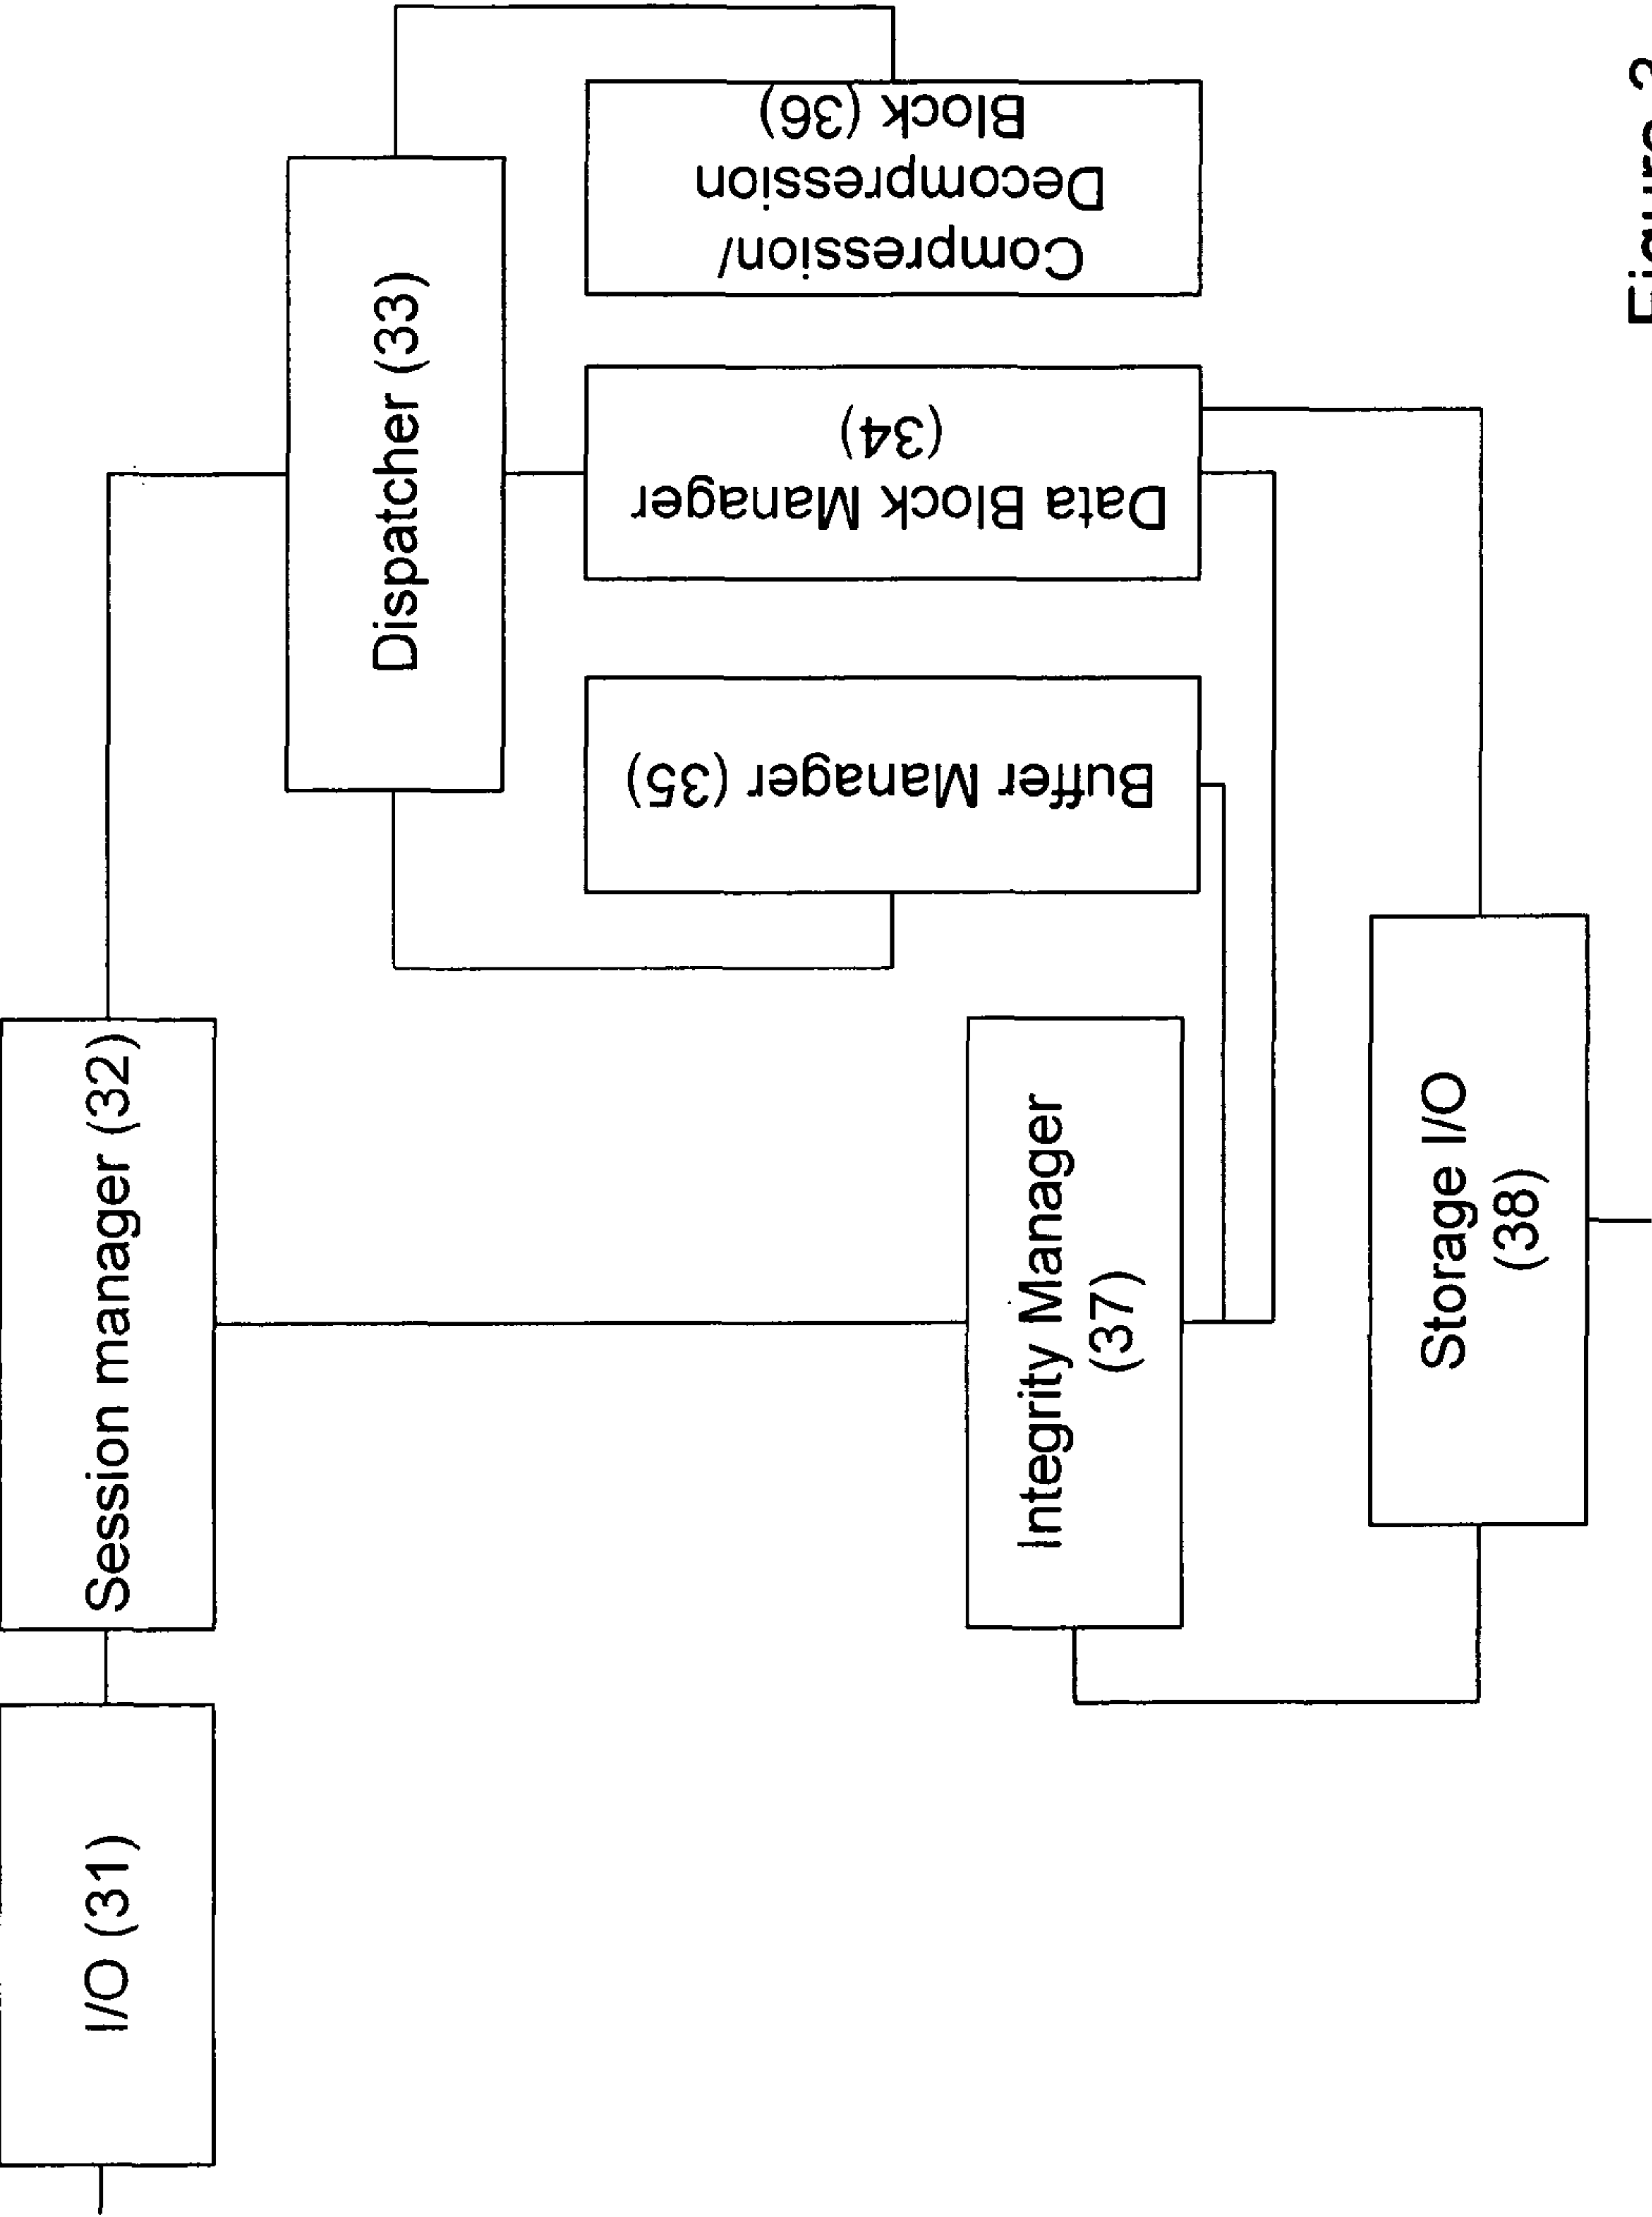 I/O (31)
Session manager (32)
Dispatcher (33)
Buffer Manager (35)
Data Block Manager
(34)
Compression/
Decompression
Block (36)
Integrity Manager
(37)
Storage I/O
(38)
Figure